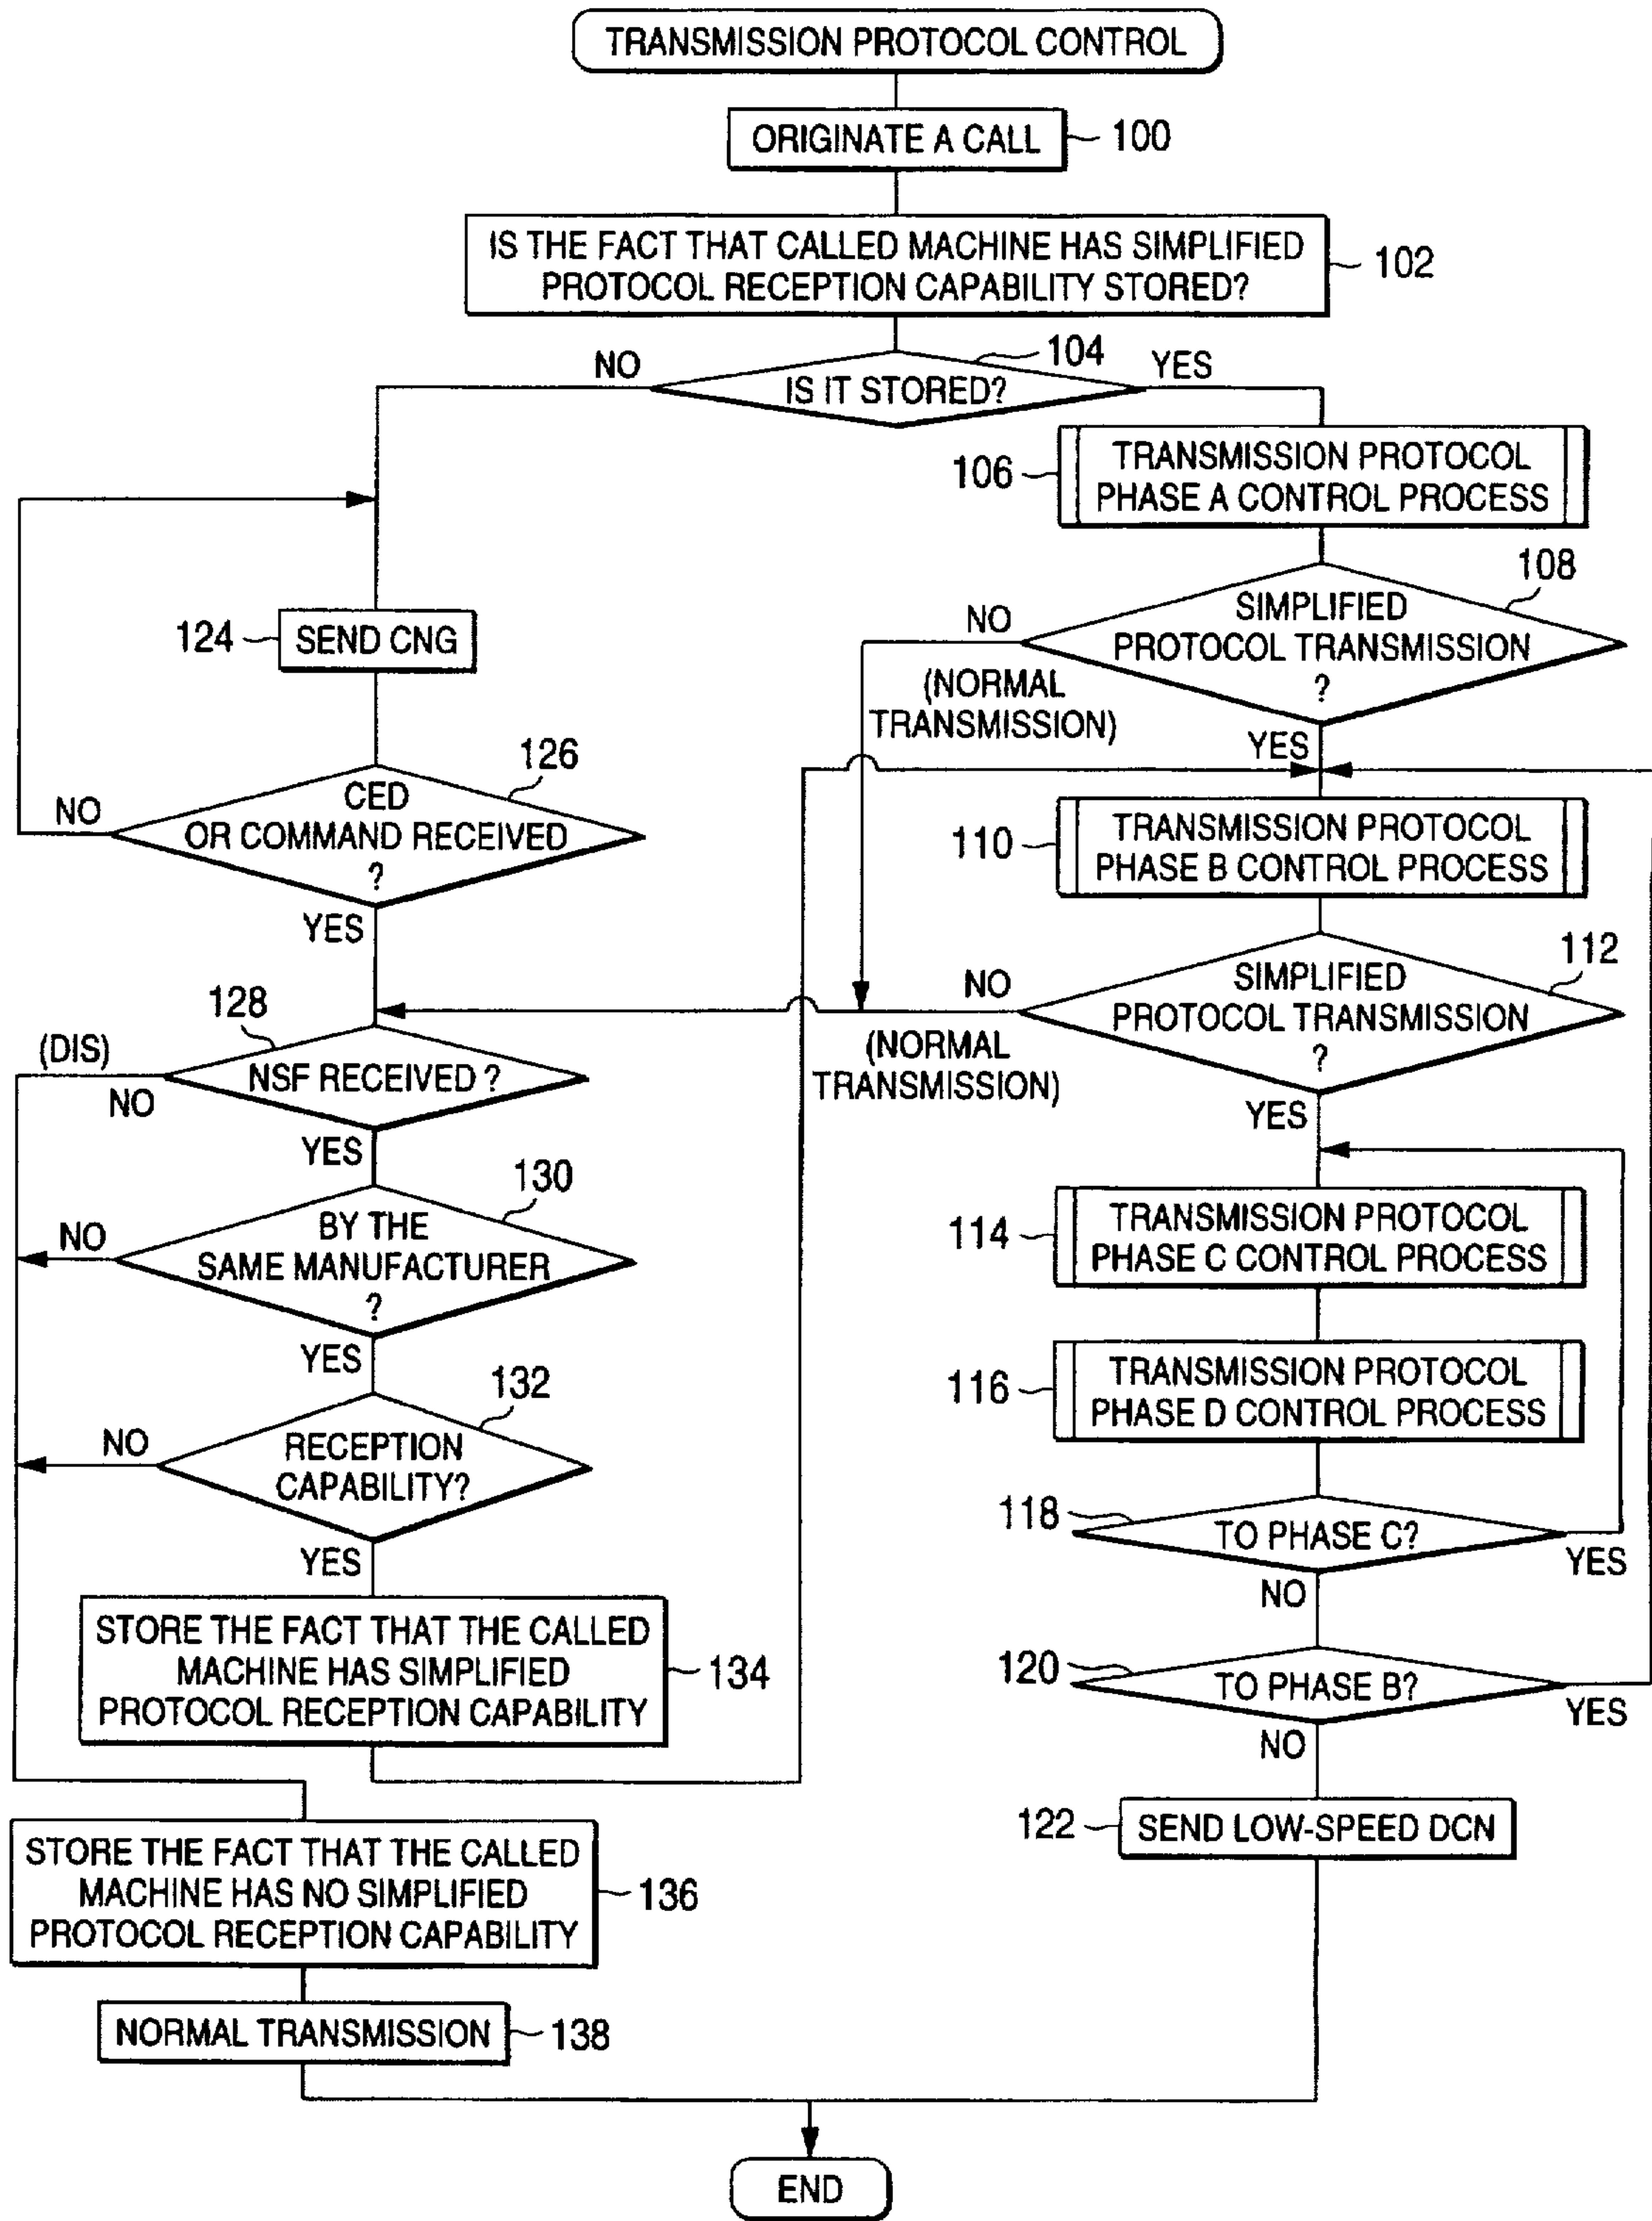 TRANSMISSION PROTOCOL CONTROL
ORIGINATE A CALL
100
IS THE FACT THAT CALLED MACHINE HAS SIMPLIFIED
PROTOCOL RECEPTION CAPABILITY STORED?
102
NO
IS IT STORED?
104
YES
106
TRANSMISSION PROTOCOL
PHASE A CONTROL PROCESS
108
NO
SIMPLIFIED
PROTOCOL TRANSMISSION
?
(NORMAL
TRANSMISSION)
YES
124
SEND CNG
126
NO
CED
OR COMMAND RECEIVED
?
YES
110
TRANSMISSION PROTOCOL
PHASE B CONTROL PROCESS
112
NO
SIMPLIFIED
PROTOCOL TRANSMISSION
?
(NORMAL
TRANSMISSION)
YES
128
(DIS)
NO
NSF RECEIVED ?
YES
130
NO
BY THE
SAME MANUFACTURER
?
YES
114
TRANSMISSION PROTOCOL
PHASE C CONTROL PROCESS
116
TRANSMISSION PROTOCOL
PHASE D CONTROL PROCESS
132
NO
RECEPTION
CAPABILITY?
YES
118
TO PHASE C?
YES
NO
STORE THE FACT THAT THE CALLED
MACHINE HAS SIMPLIFIED
PROTOCOL RECEPTION CAPABILITY
134
120
TO PHASE B?
YES
NO
122
SEND LOW-SPEED DCN
STORE THE FACT THAT THE CALLED
MACHINE HAS NO SIMPLIFIED
PROTOCOL RECEPTION CAPABILITY
136
NORMAL TRANSMISSION
138
END